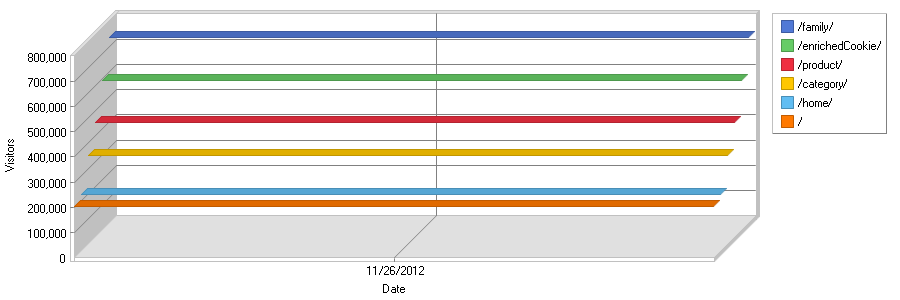 800,000
700,000
600,000
500,000
400,000
300,000
200,000
100,000
0
Visitors
11/26/2012
Date
/family/
/enrichedCookie/
/product/
/category/
/home/
/